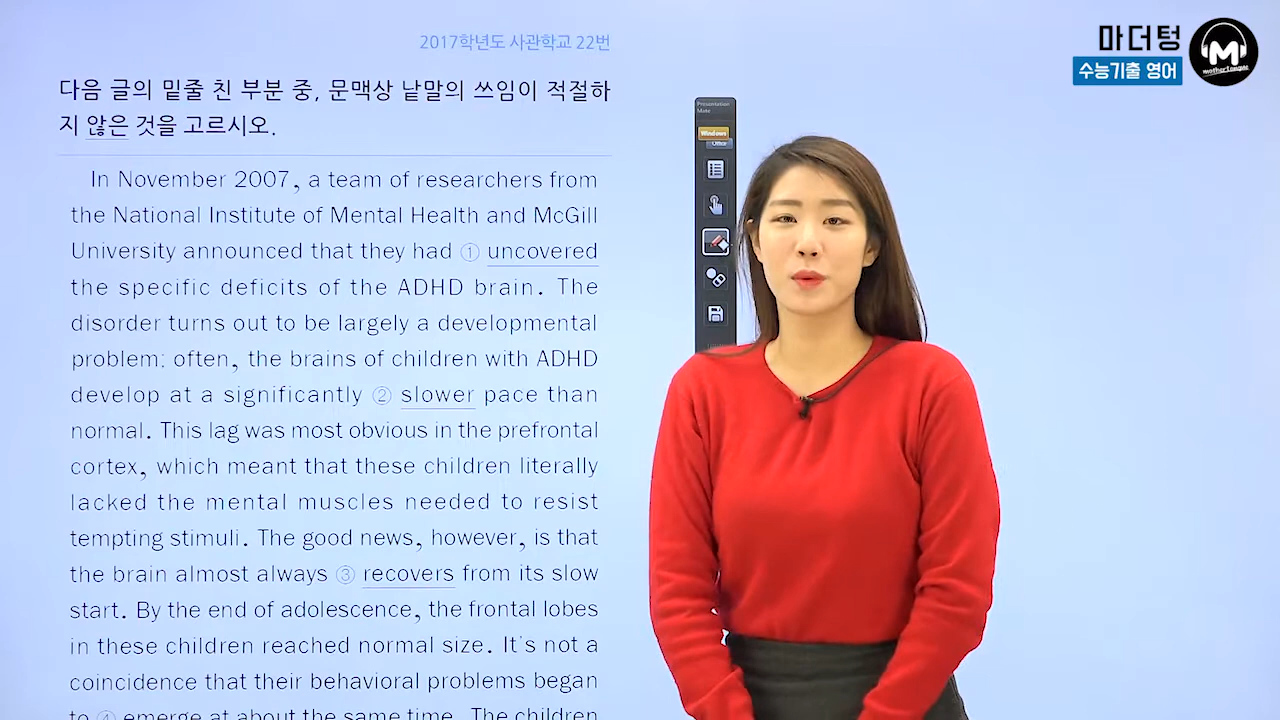 2017학년도 사관학교 22번
다음 글의 밑줄 친 부분 중, 문맥상 낱말의 쓰임이 적절하
지 않은 것을 고르시오.
In November 2007, a team of researchers from
the National Institute of Mental Health and McGill
University announced that they had ① uncovered
the specific deficits of the ADHD brain. The
disorder turns out to be largely a developmental
problem; often, the brains of children with ADHD
develop at a significantly ② slower pace than
normal. This lag was most obvious in the prefrontal
cortex, which meant that these children literally
lacked the mental muscles needed to resist
tempting stimuli. The good news, however, is that
the brain almost always ③ recovers from its slow
start. By the end of adolescence, the frontal lobes
in these children reached normal size. It's not a
coincidence that their behavioral problems began
to ④ emerge at about the same time. The children
Presentation
Mate
Windows
Office
마더텅
수능기출 영어
M
motherTongue